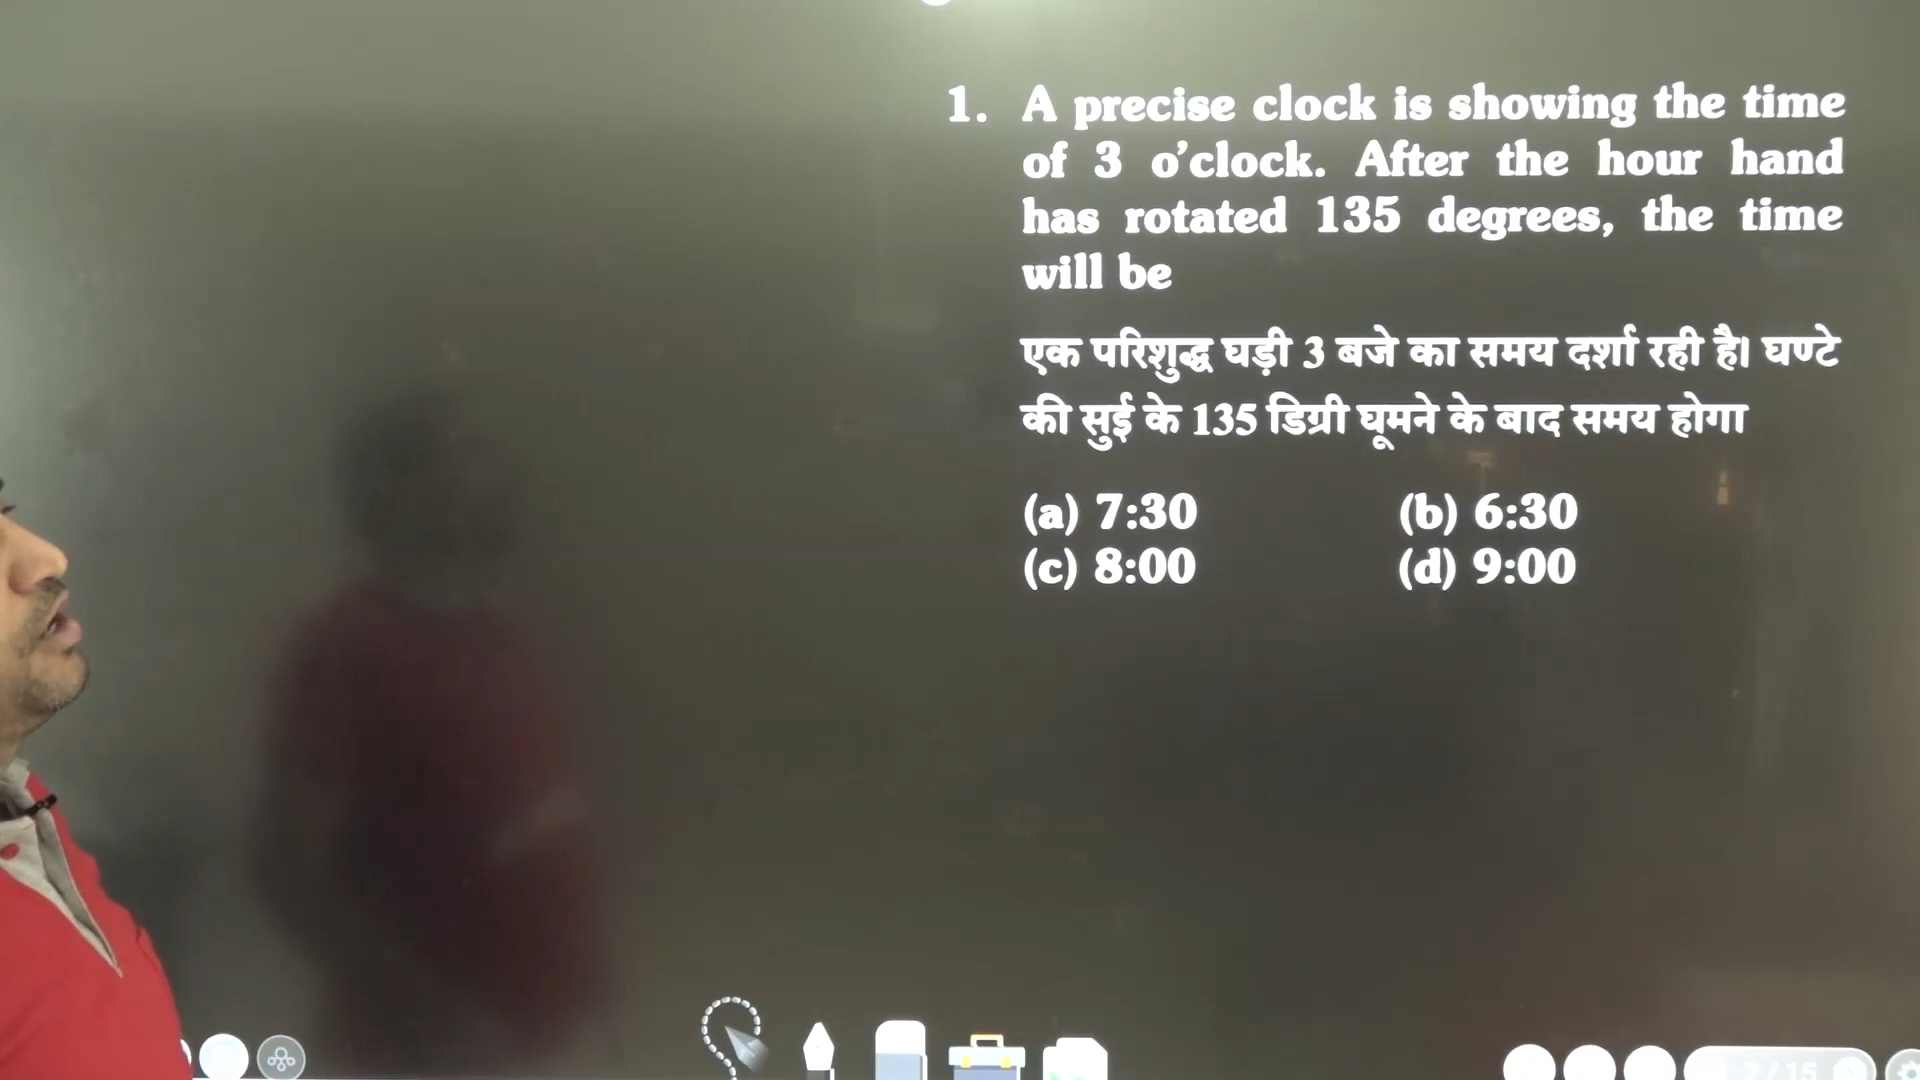 1. A precise clock is showing the time
of 3 o’clock. After the hour hand
has rotated 135 degrees, the time
will be
एक परिशुद्ध घड़ी 3 बजे का समय दर्शा रही है। घण्टे
की सुई के 135 डिग्री घूमने के बाद समय होगा
(a) 7:30 (b) 6:30
(c) 8:00 (d) 9:00
2/15